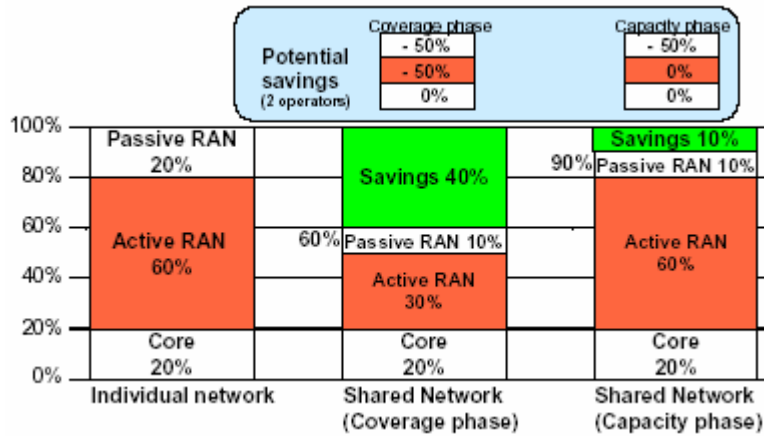 Coverage phase Capacity phase
Potential savings (2 operators)
- 50% - 50%
- 50% 0%
0% 0%
100%
Passive RAN 20%
Savings 40%
Savings 10%
90% Passive RAN 10%
80%
Active RAN 60%
60%
60% Passive RAN 10%
Active RAN 60%
40%
Active RAN 30%
20%
Core 20%
Core 20%
Core 20%
0%
Individual network
Shared Network (Coverage phase)
Shared Network (Capacity phase)